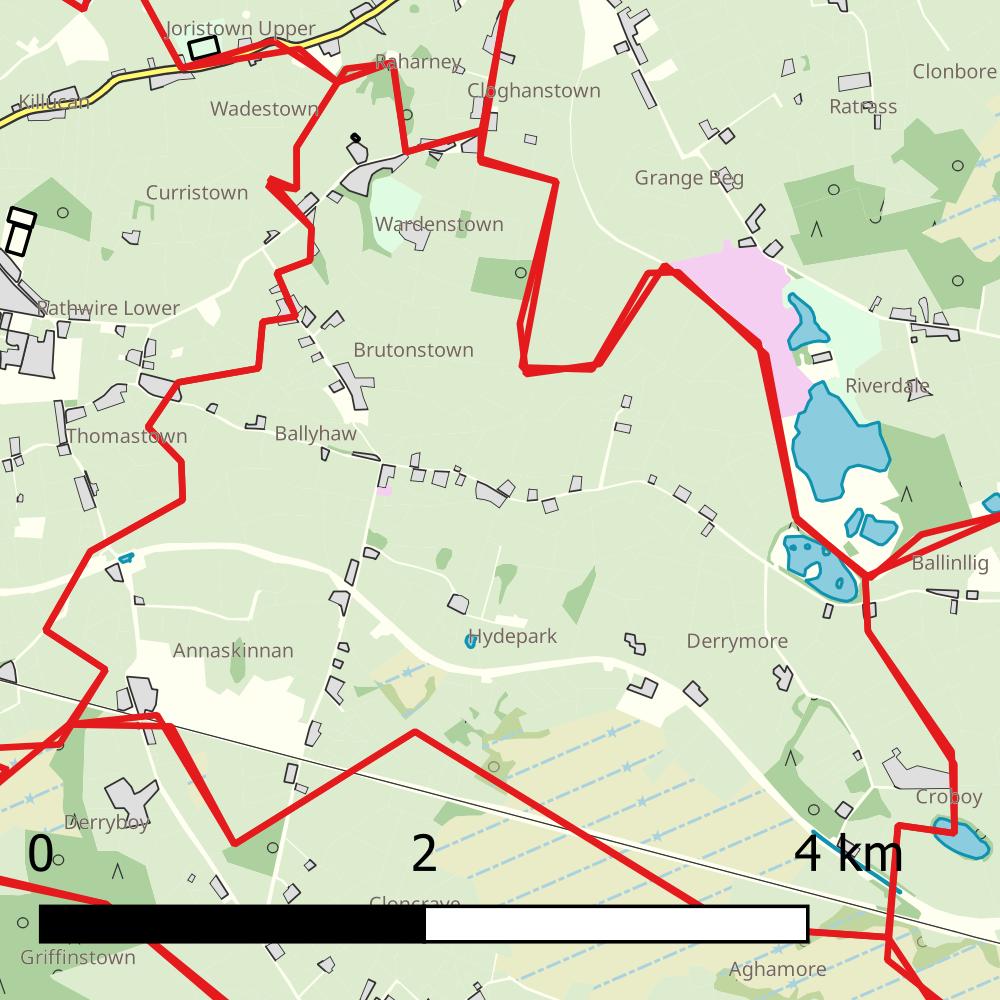 Joristown Upper
Raharney
Clonbore
Cloghanstown
Killucan
Wadestown
Ratrass
Grange Beg
Curristown
Wardenstown
Rathwire Lower
Brutonstown
Riverdale
Thomastown
Ballyhaw
Ballinllig
Hydepark
Derrymore
Annaskinnan
Croboy
Derryboy
0 2 4 km
Cloncrave
Griffinstown
Aghamore